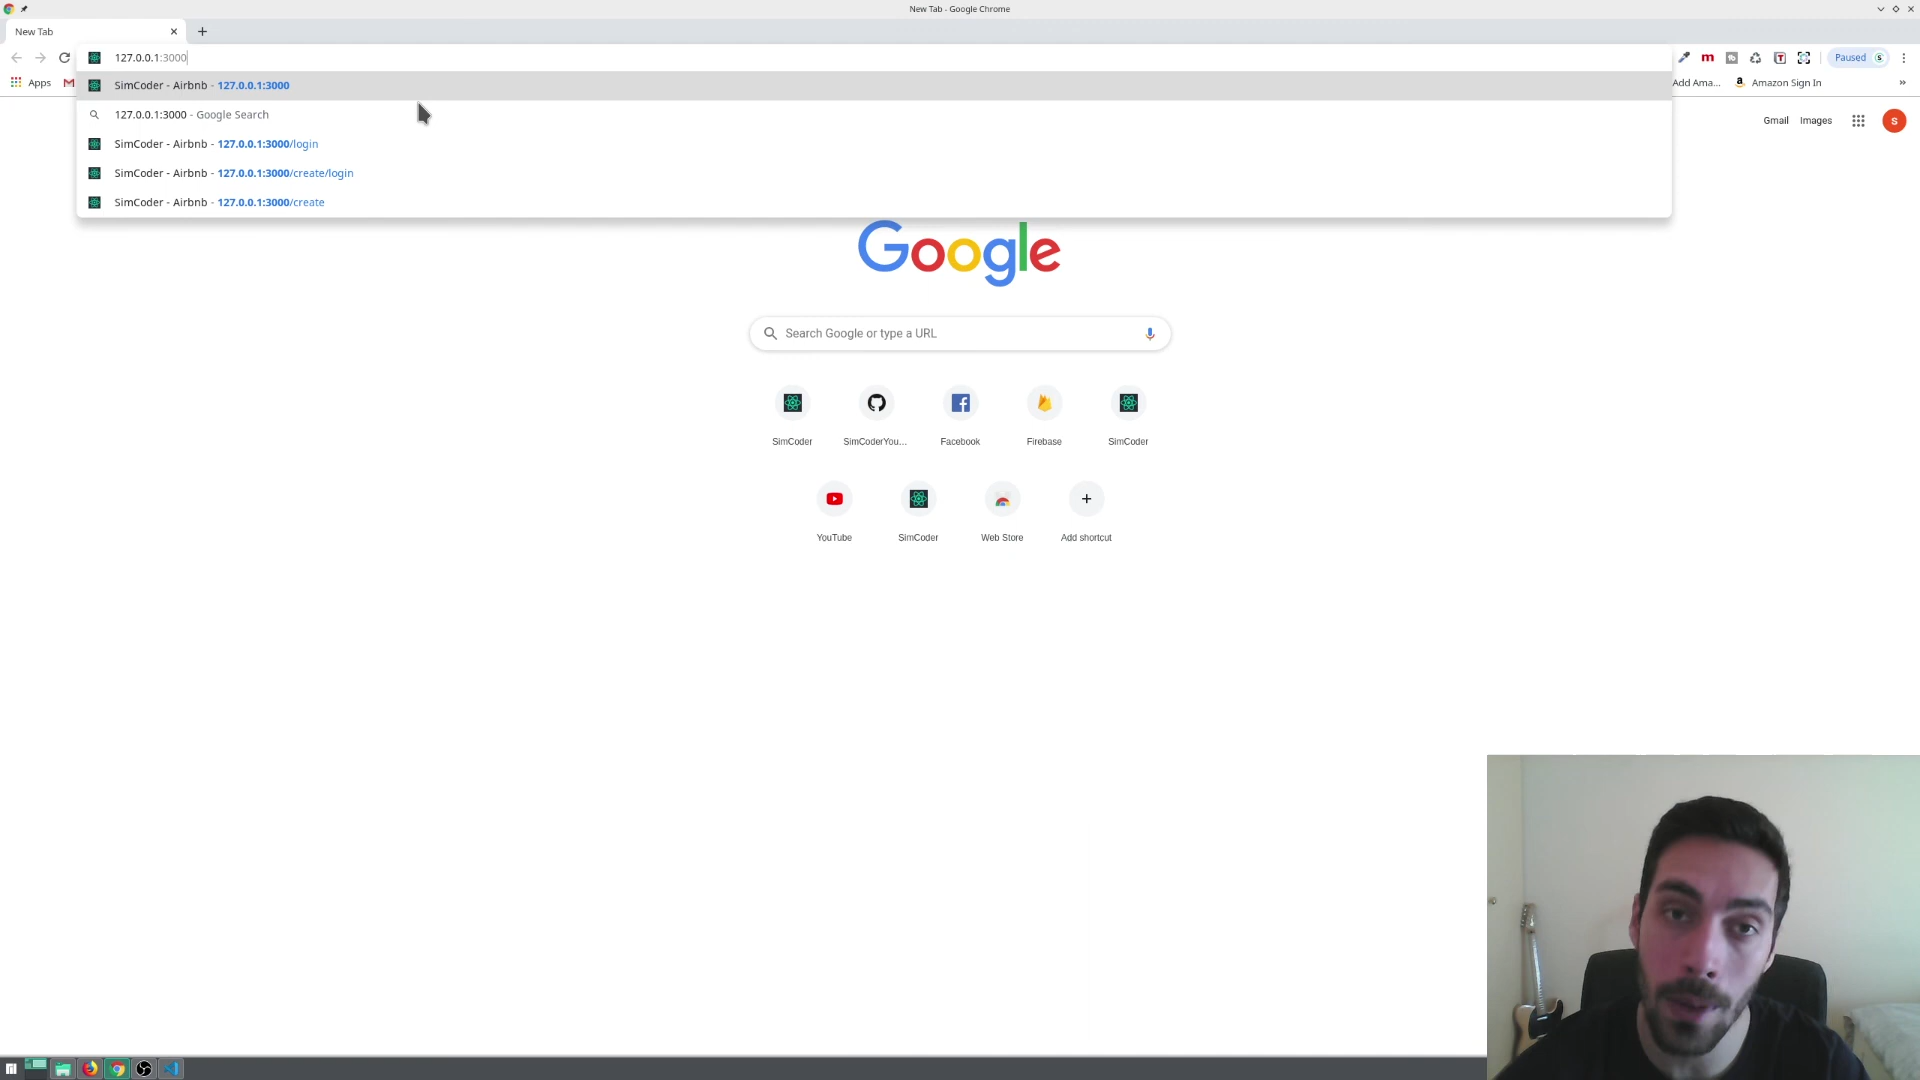 New Tab - Google Chrome
New Tab
127.0.0.1:3000
Paused S
Apps
Add Ama...
Amazon Sign In
»
SimCoder - Airbnb - 127.0.0.1:3000
127.0.0.1:3000 - Google Search
SimCoder - Airbnb - 127.0.0.1:3000/login
SimCoder - Airbnb - 127.0.0.1:3000/create/login
SimCoder - Airbnb - 127.0.0.1:3000/create
Gmail
Images
S
Google
Search Google or type a URL
SimCoder
SimCoderYou...
Facebook
Firebase
SimCoder
YouTube
SimCoder
Web Store
Add shortcut